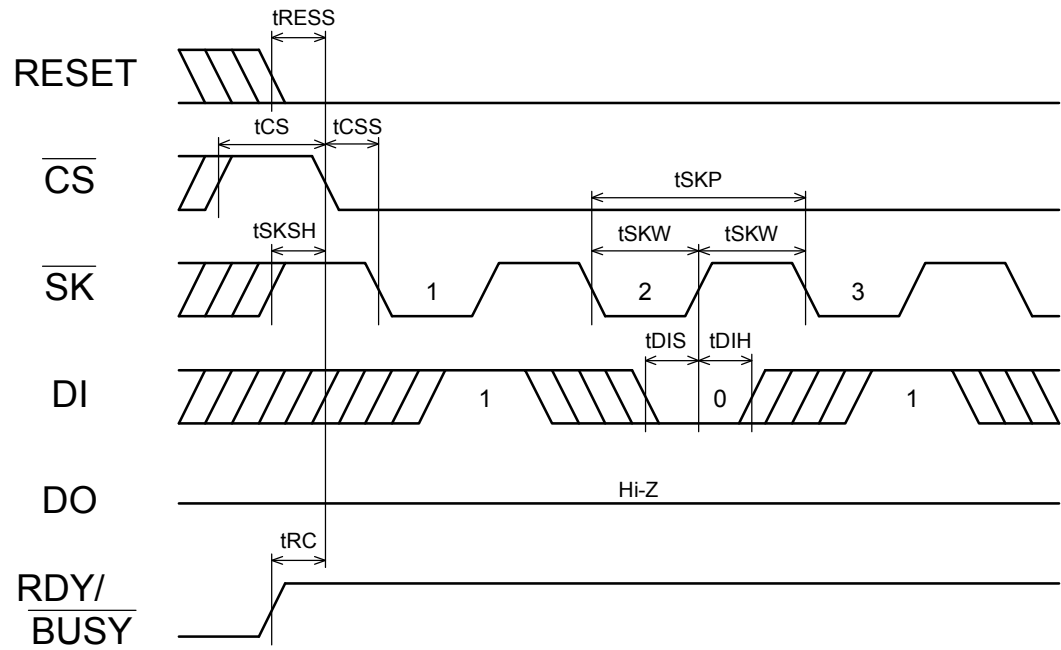 tRESS
RESET
tCS
tCSS
CS
tSKP
tSKSH
tSKW
tSKW
SK
1
2
3
tDIS
tDIH
DI
1
0
1
DO
Hi-Z
tRC
RDY/
BUSY